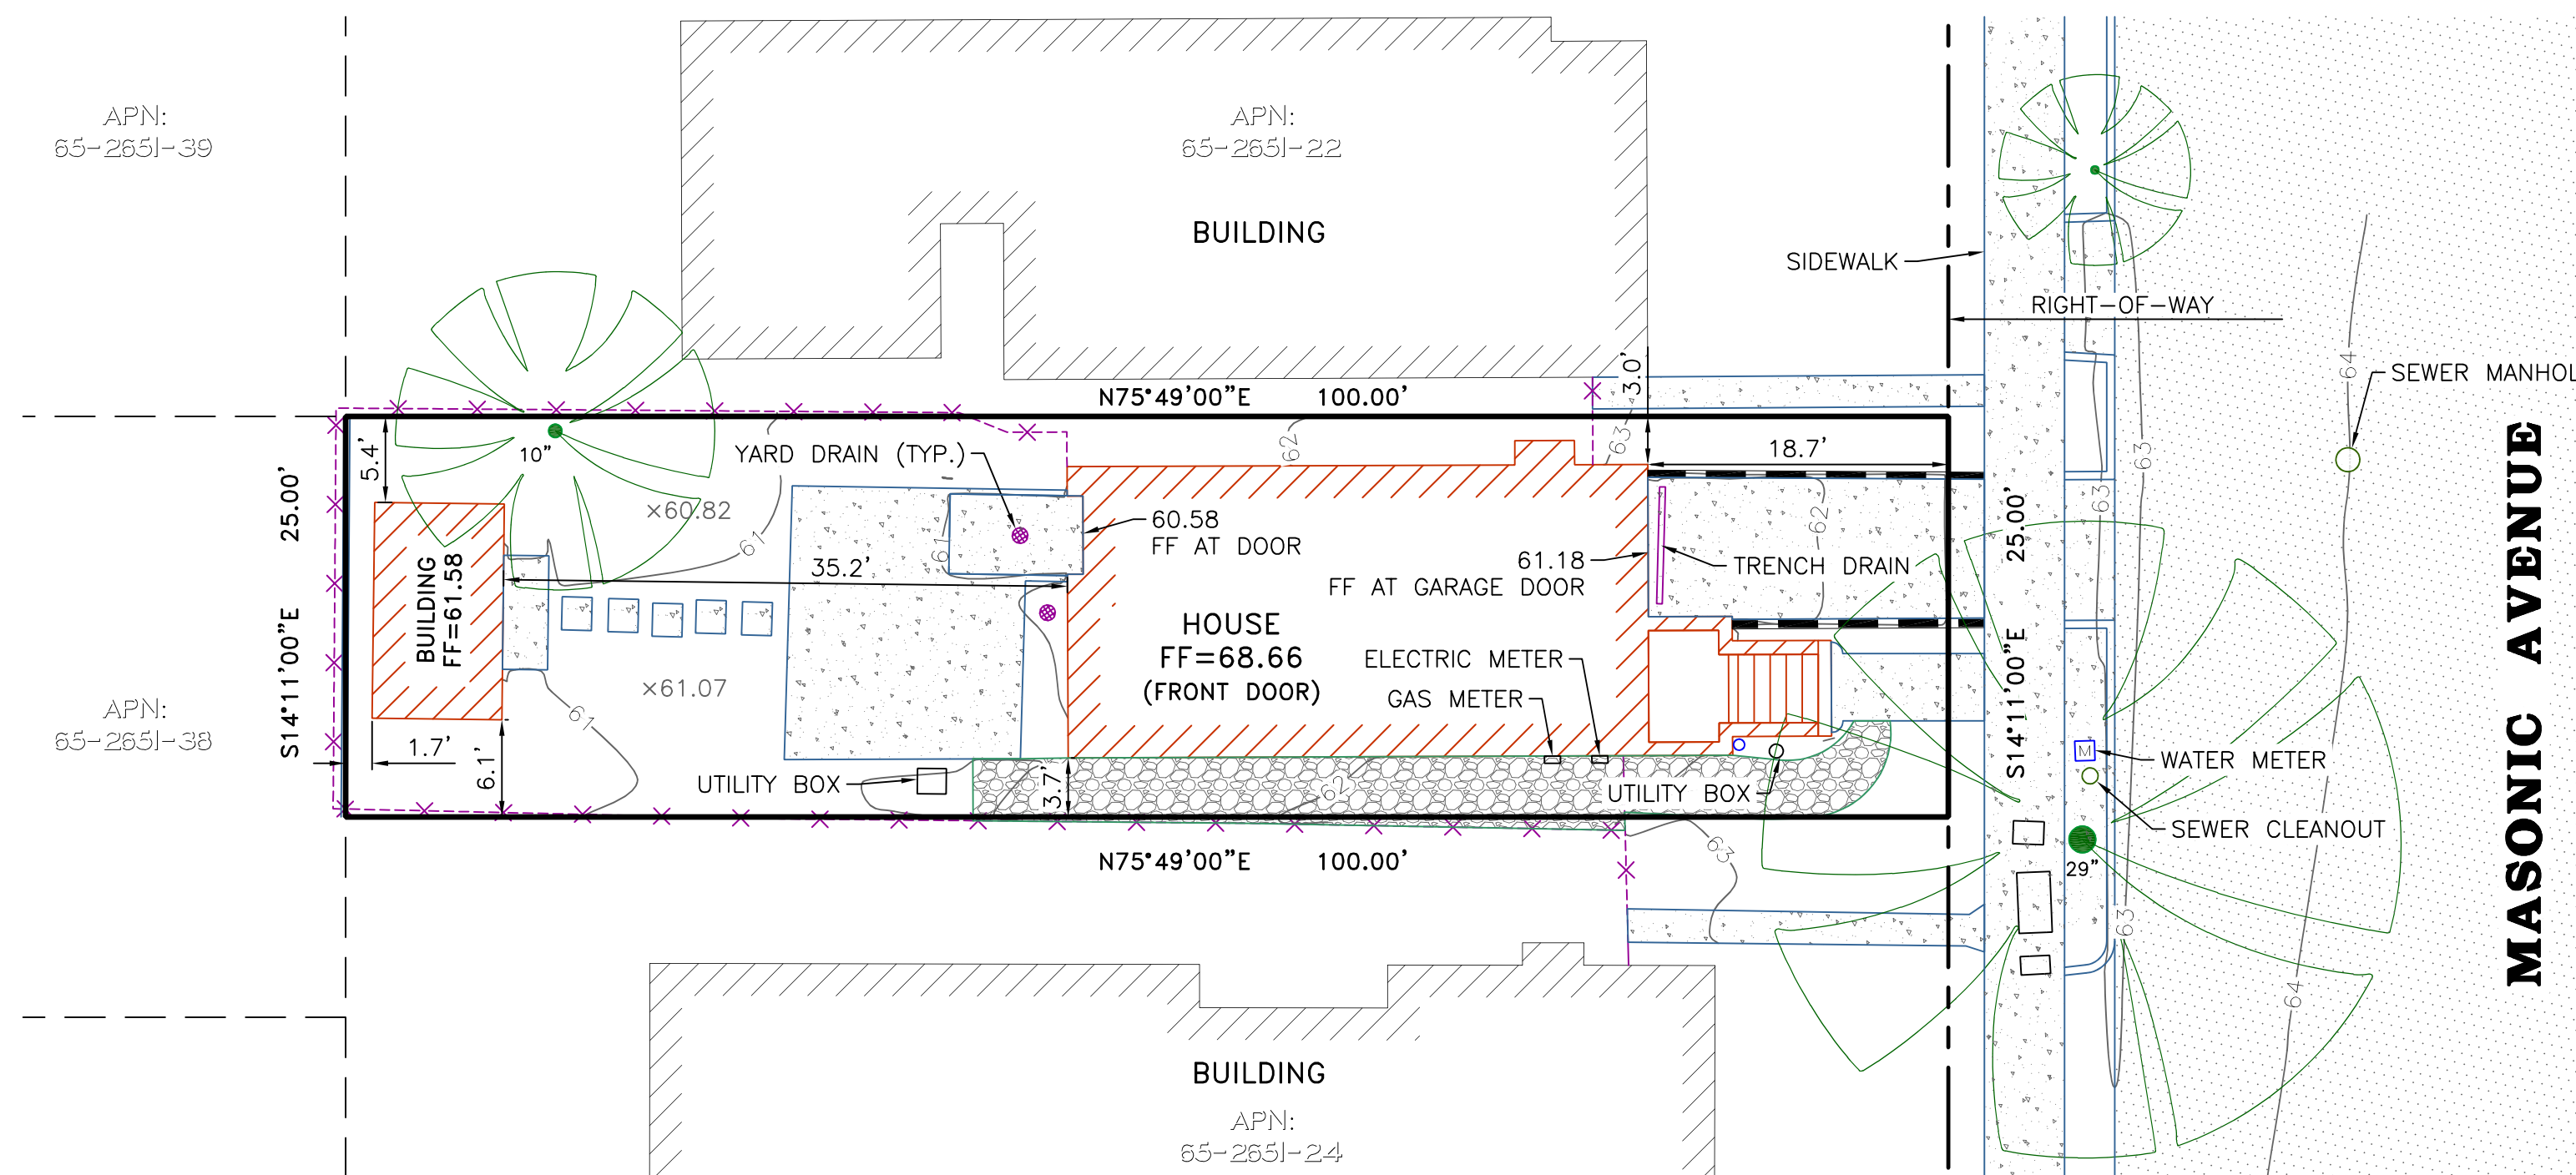 APN:
65-2651-39
APN:
65-2651-22
BUILDING
SIDEWALK
RIGHT-OF-WAY
64
SEWER MANHOL
N75°49'00"E 100.00'
3.0'
63
62
18.7'
5.4'
10"
YARD DRAIN (TYP.)
25.00'
S14°11'00"E
×60.82
61
61
35.2'
60.58
FF AT DOOR
61.18
FF AT GARAGE DOOR
TRENCH DRAIN
62
25.00'
S14°11'00"E
63
63
MASONIC AVENUE
BUILDING
FF=61.58
HOUSE
FF=68.66
(FRONT DOOR)
ELECTRIC METER
GAS METER
×61.07
61
APN:
65-2651-38
1.7'
6.1'
UTILITY BOX
3.7'
62
UTILITY BOX
M
WATER METER
SEWER CLEANOUT
29"
63
63
64
N75°49'00"E 100.00'
BUILDING
APN:
65-2651-24